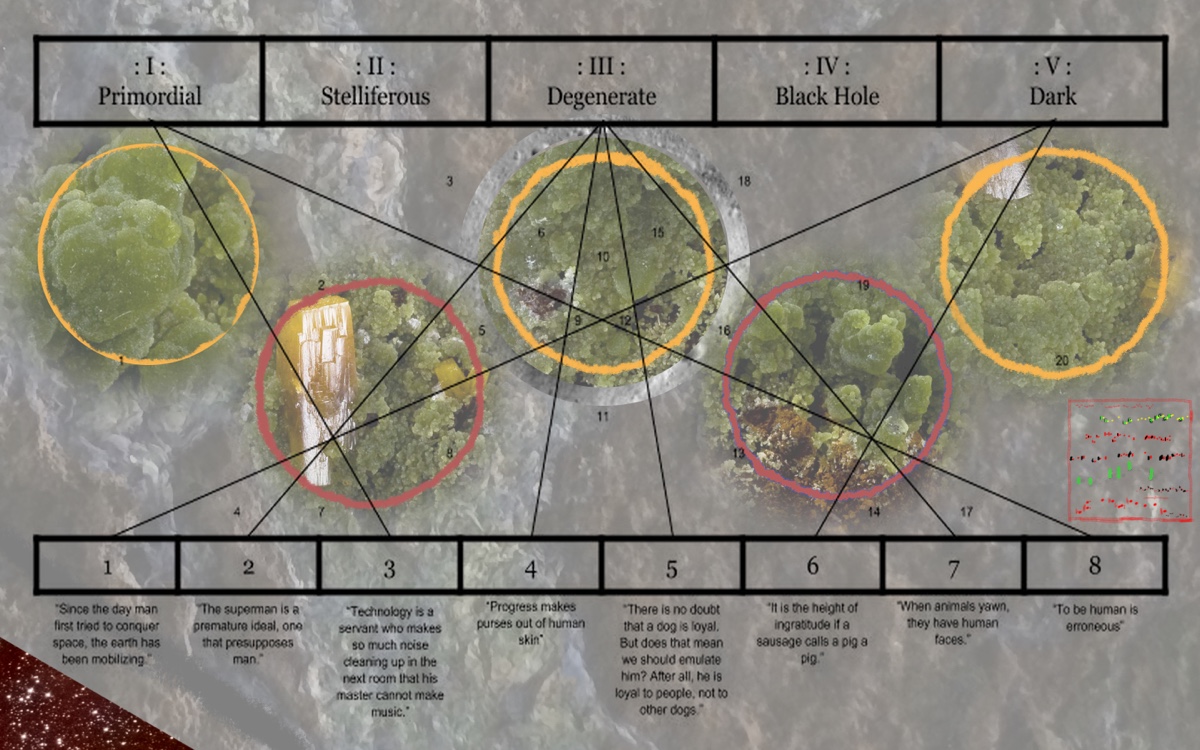 : I :
Primordial
: II :
Stelliferous
: III :
Degenerate
: IV :
Black Hole
: V :
Dark
3
18
6
15
10
2
19
9
12
5
16
1
20
11
8
13
4
7
14
17
1
2
3
4
5
6
7
8
"Since the day man
first tried to conquer
space, the earth has
been mobilizing."
"The superman is a
premature ideal, one
that presupposes
man."
"Technology is a
servant who makes
so much noise
cleaning up in the
next room that his
master cannot make
music."
"Progress makes
purses out of human
skin"
"There is no doubt
that a dog is loyal.
But does that mean
we should emulate
him? After all, he is
loyal to people, not to
other dogs."
"It is the height of
ingratitude if a
sausage calls a pig a
pig."
"When animals yawn,
they have human
faces."
"To be human is
erroneous"